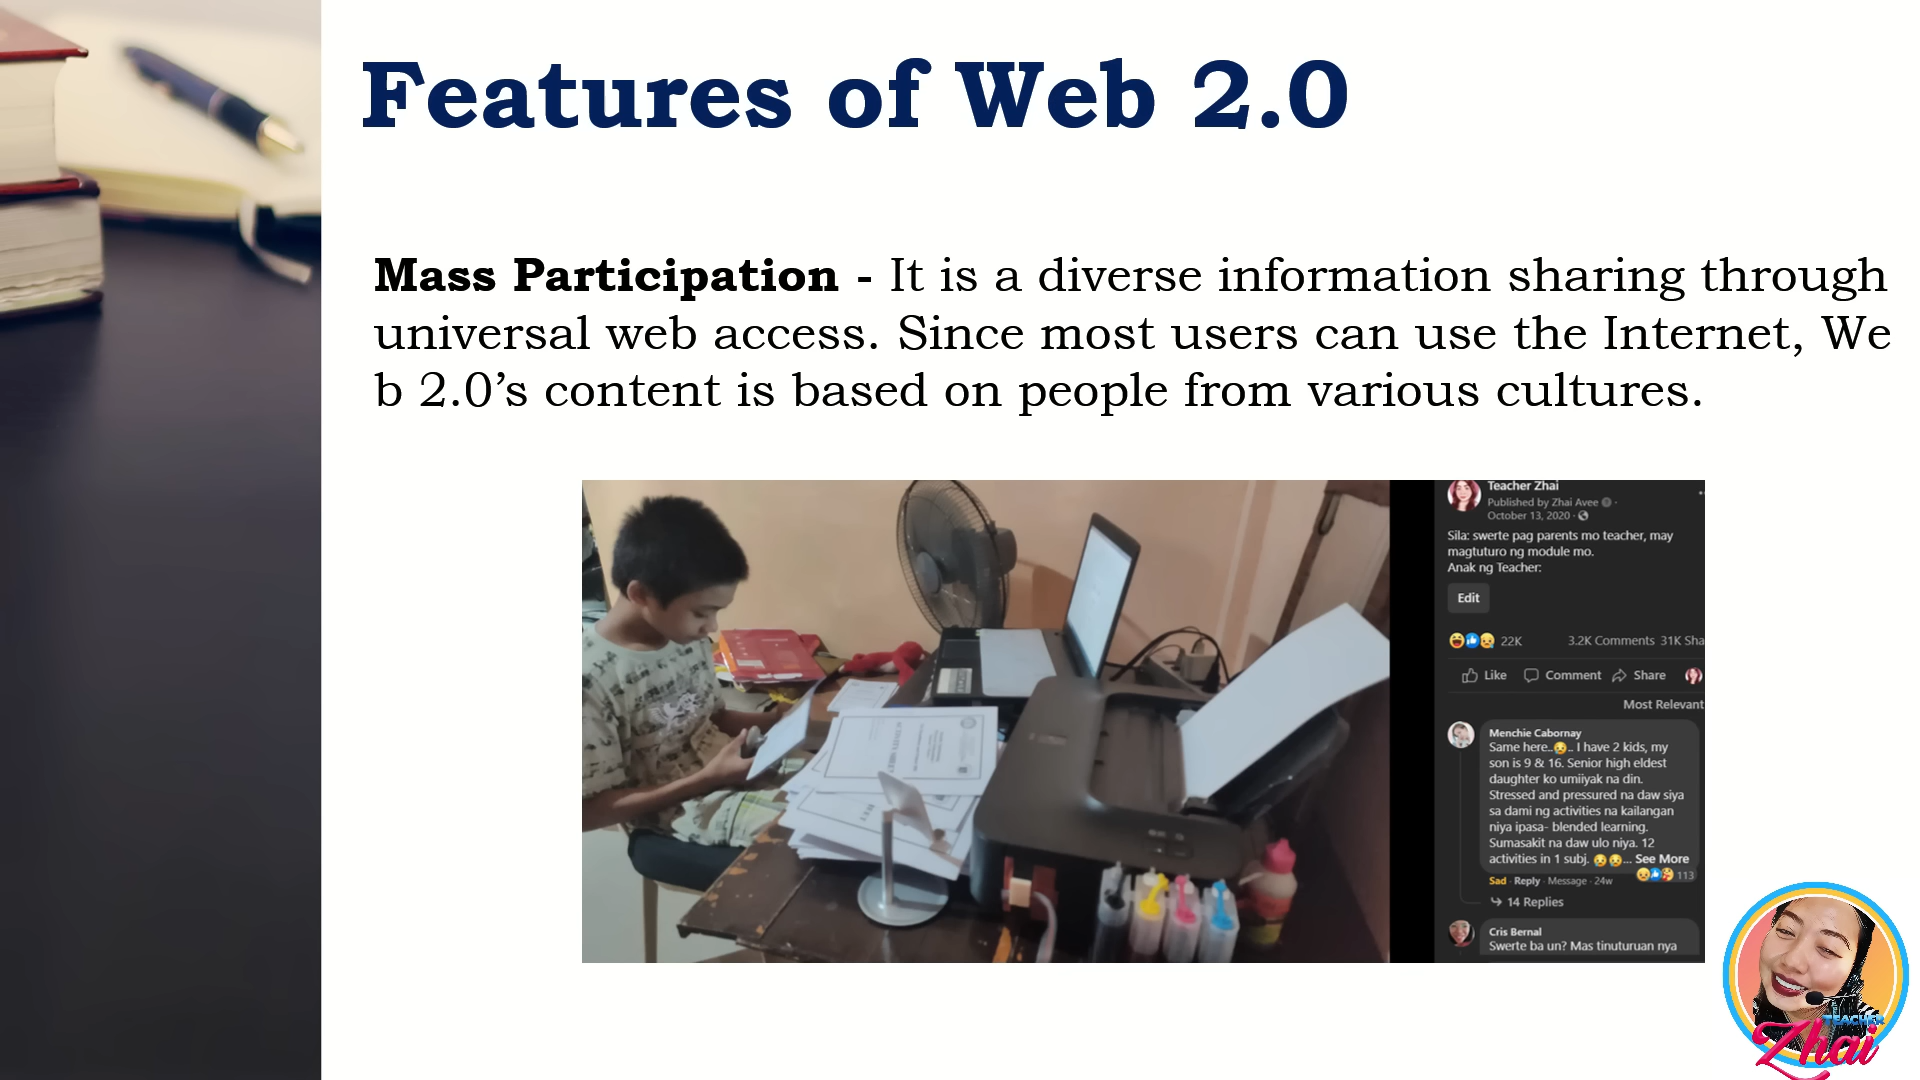 Features of Web 2.0
Mass Participation - It is a diverse information sharing through
universal web access. Since most users can use the Internet, We
b 2.0’s content is based on people from various cultures.
Teacher Zhai
Published by Zhai Avee
October 13, 2020
Sila: swerte pag parents mo teacher, may
magtuturo ng module mo.
Anak ng Teacher:
Edit
22K 3.2K Comments 31K Sha
Like Comment Share
Most Relevant
Menchie Cabornay
Same here..😢.. I have 2 kids, my
son is 9 & 16. Senior high eldest
daughter ko umiiyak na din.
Stressed and pressured na daw siya
sa dami ng activities na kailangan
niya ipasa- blended learning.
Sumasakit na daw ulo niya. 12
activities in 1 subj. 😢😢... See More
113
Sad · Reply · Message · 24w
14 Replies
Cris Bernal
Swerte ba un? Mas tinuturuan nya
TEACHER
Zhai